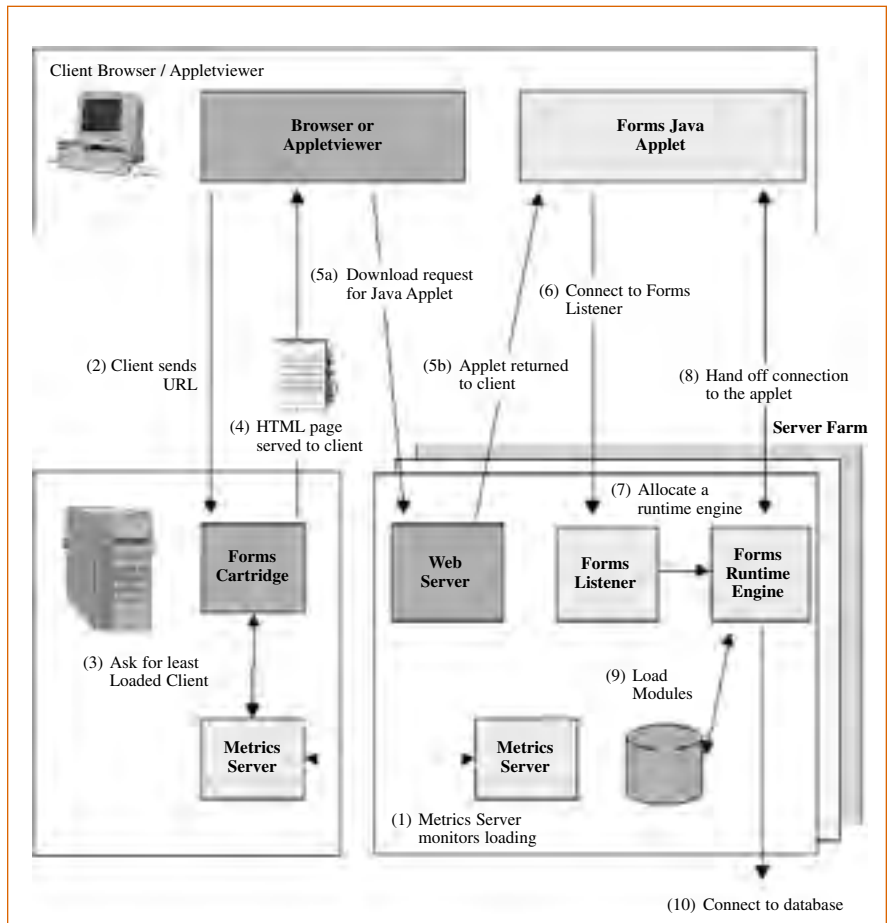 Client Browser / Appletviewer
Browser or
Appletviewer
Forms Java
Applet
(5a) Download request
for Java Applet
(6) Connect to Forms
Listener
(2) Client sends
URL
(5b) Applet returned
to client
(8) Hand off connection
to the applet
(4) HTML page
served to client
Server Farm
(7) Allocate a
runtime engine
Forms
Cartridge
Web
Server
Forms
Listener
Forms
Runtime
Engine
(3) Ask for least
Loaded Client
(9) Load
Modules
Metrics
Server
Metrics
Server
(1) Metrics Server
monitors loading
(10) Connect to database